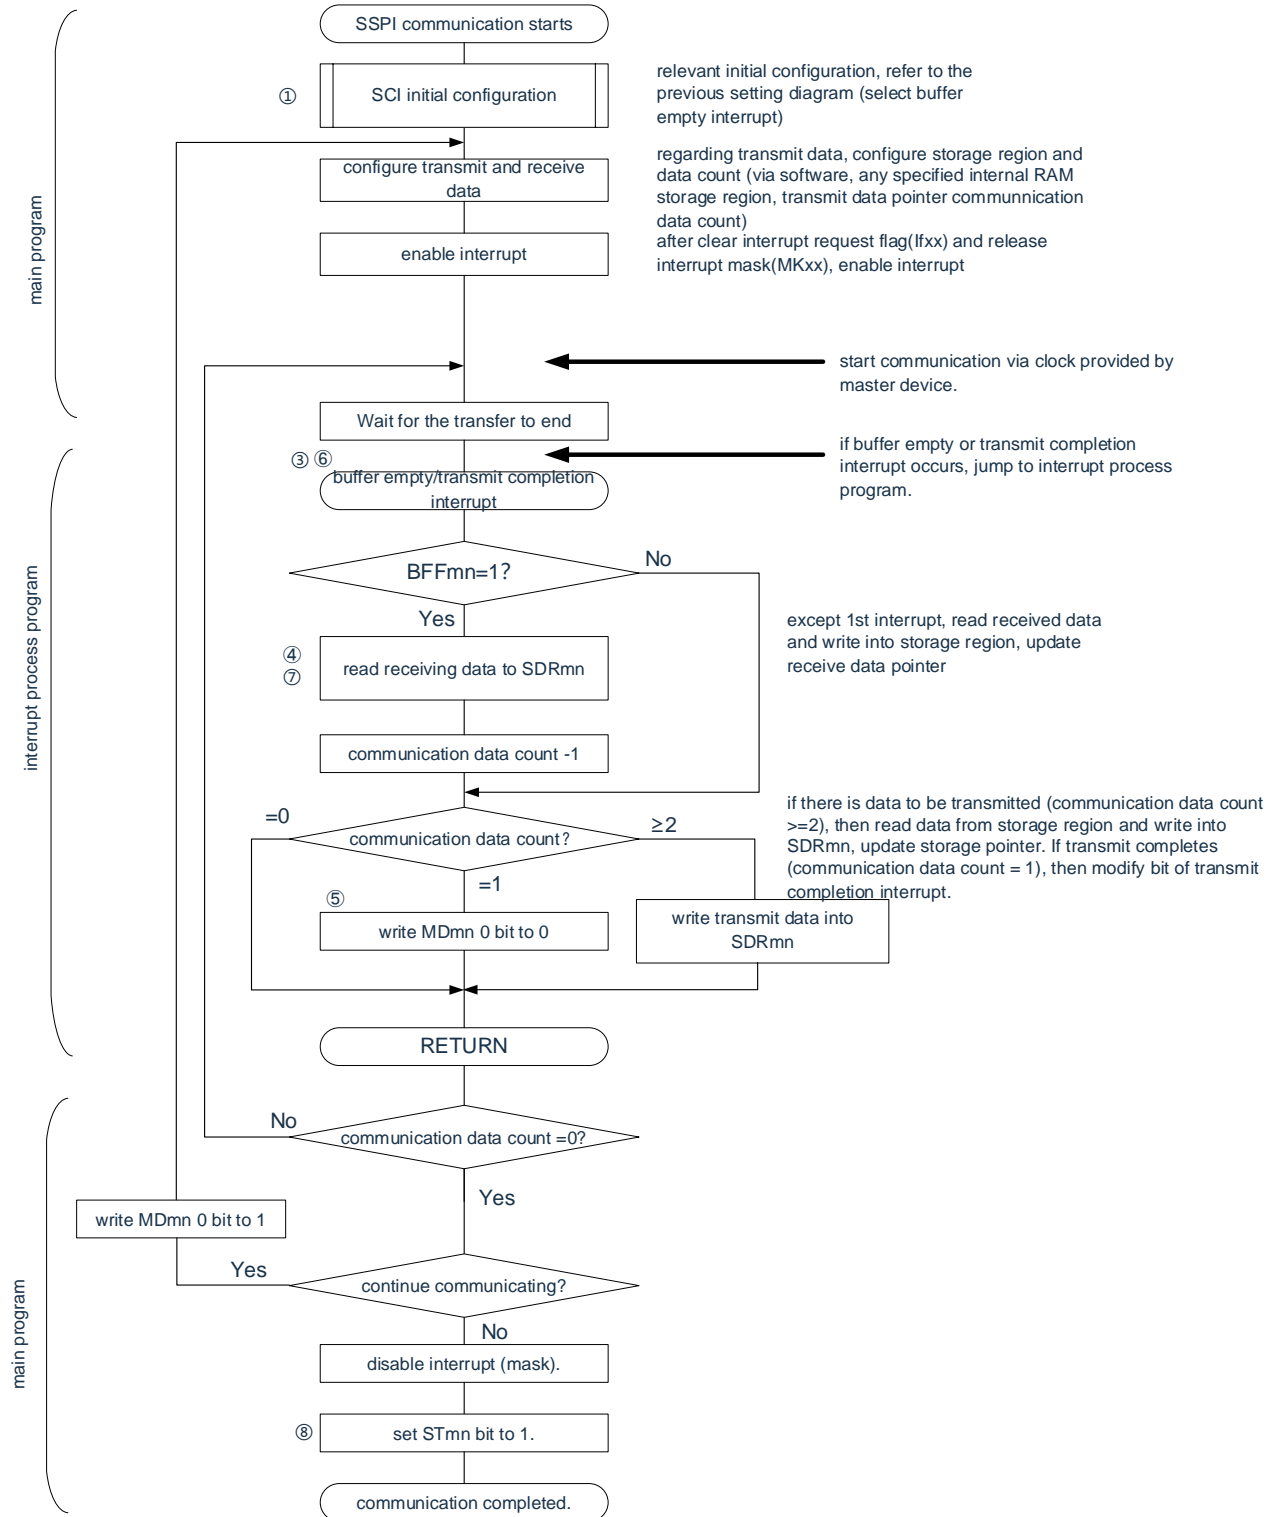 SSPI communication starts
①
SCI initial configuration
relevant initial configuration, refer to the
previous setting diagram (select buffer
empty interrupt)
configure transmit and receive
data
regarding transmit data, configure storage region and
data count (via software, any specified internal RAM
storage region, transmit data pointer communnication
data count)
enable interrupt
after clear interrupt request flag(Ifxx) and release
interrupt mask(MKxx), enable interrupt
main program
start communication via clock provided by
master device.
Wait for the transfer to end
if buffer empty or transmit completion
interrupt occurs, jump to interrupt process
program.
③ ⑥
buffer empty/transmit completion
interrupt
BFFmn=1?
No
Yes
except 1st interrupt, read received data
and write into storage region, update
receive data pointer
④
⑦
read receiving data to SDRmn
interrupt process program
communication data count -1
=0
communication data count?
≥2
=1
if there is data to be transmitted (communication data count
>=2), then read data from storage region and write into
SDRmn, update storage pointer. If transmit completes
(communication data count = 1), then modify bit of transmit
completion interrupt.
⑤
write MDmn 0 bit to 0
write transmit data into
SDRmn
RETURN
No
communication data count =0?
Yes
write MDmn 0 bit to 1
Yes
continue communicating?
No
main program
disable interrupt (mask).
⑧
set STmn bit to 1.
communication completed.